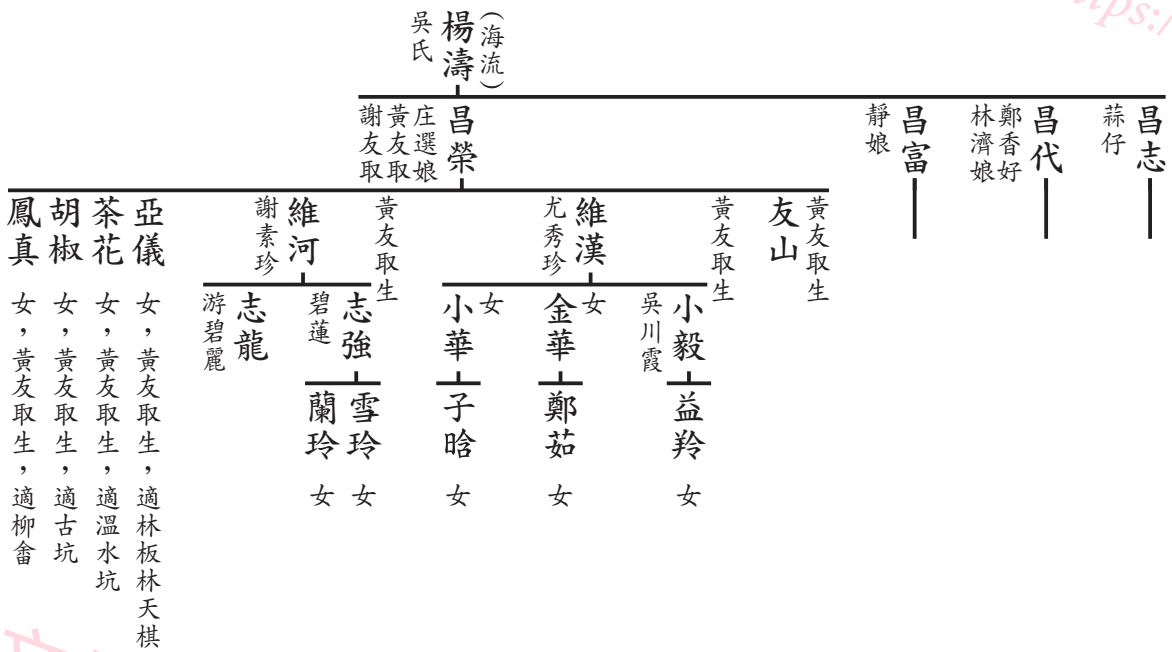 楊濤
(海流)
吳氏
昌志
蒜仔
昌代
鄭香好
林濟娘
昌富
靜娘
昌榮
庄選娘
黃友取
謝友取
黃友取生
友山
黃友取生
維漢
尤秀珍
黃友取生
維河
謝素珍
亞儀 女，黃友取生，適林板林天棋
茶花 女，黃友取生，適溫水坑
胡椒 女，黃友取生，適古坑
鳳真 女，黃友取生，適柳畬
小毅
吳川霞
女
金華
女
小華
志強
碧蓮
志龍
游碧麗
益羚 女
鄭茹 女
子晗 女
雪玲 女
蘭玲 女